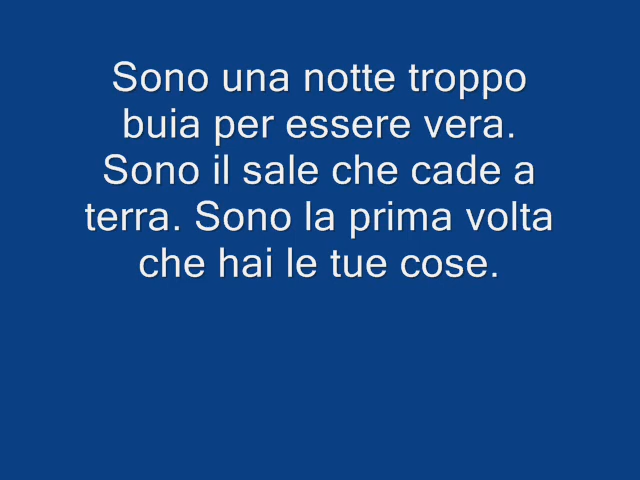 Sono una notte troppo
buia per essere vera.
Sono il sale che cade a
terra. Sono la prima volta
che hai le tue cose.